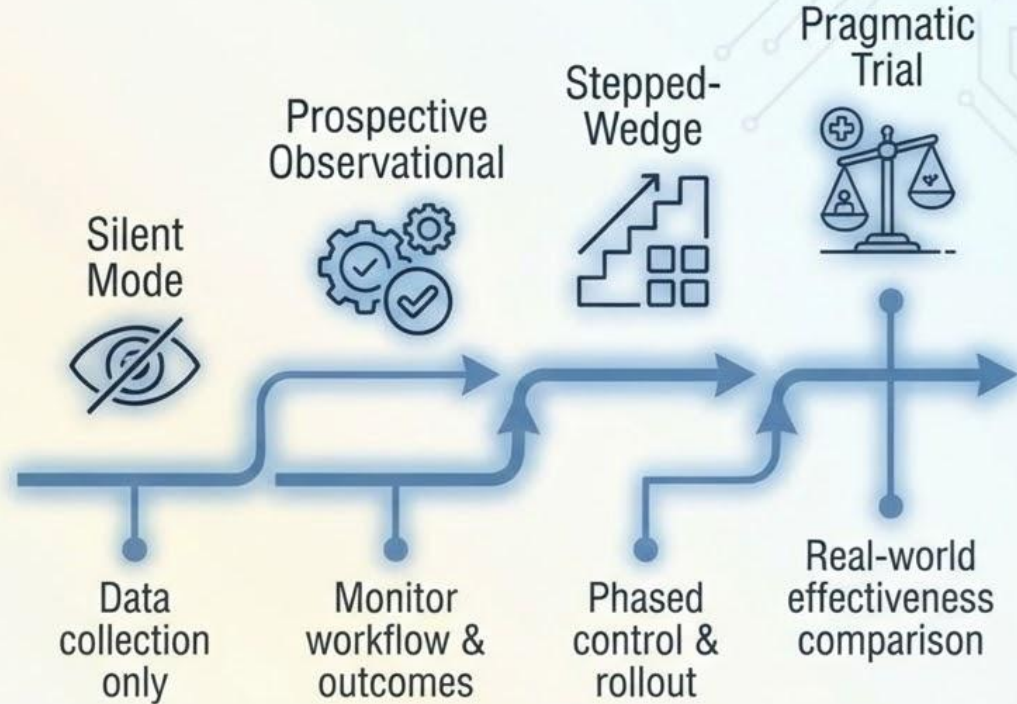 Silent
Mode
Prospective
Observational
Stepped-
Wedge
Pragmatic
Trial
Data
collection
only
Monitor
workflow &
outcomes
Phased
control &
rollout
Real-world
effectiveness
comparison